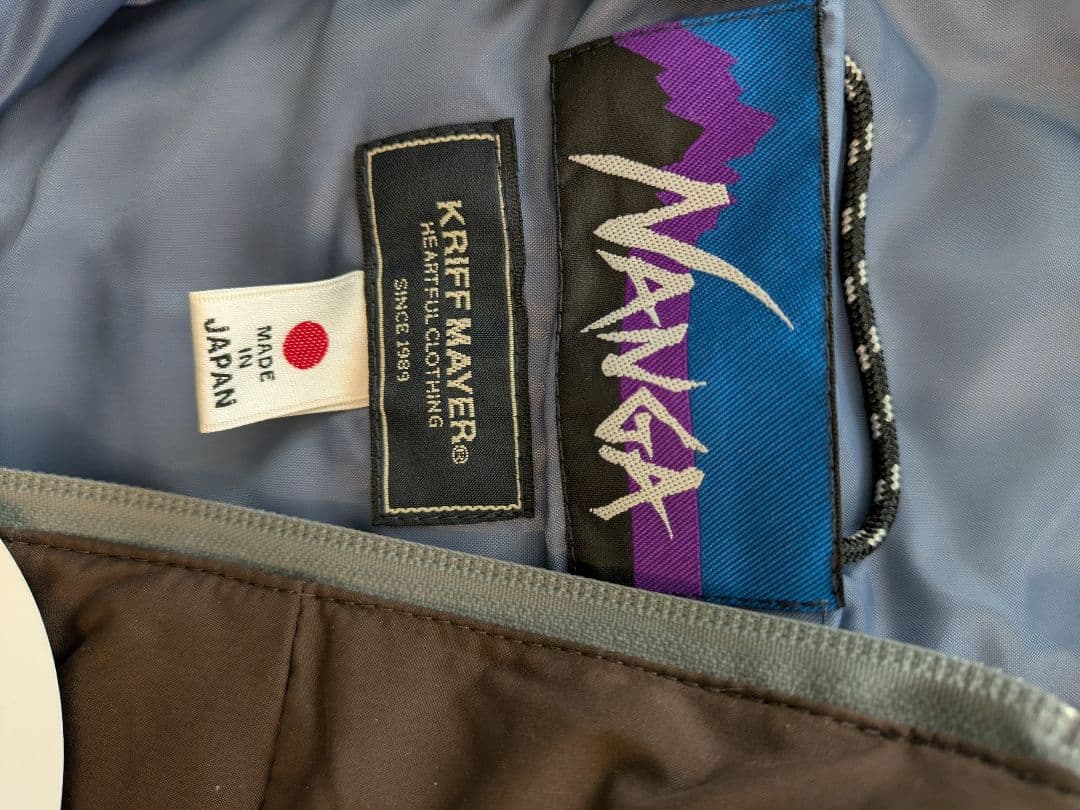 NANGA
KRIFF MAYER®
HEARTFUL CLOTHING
SINCE 1989
MADE
IN
JAPAN